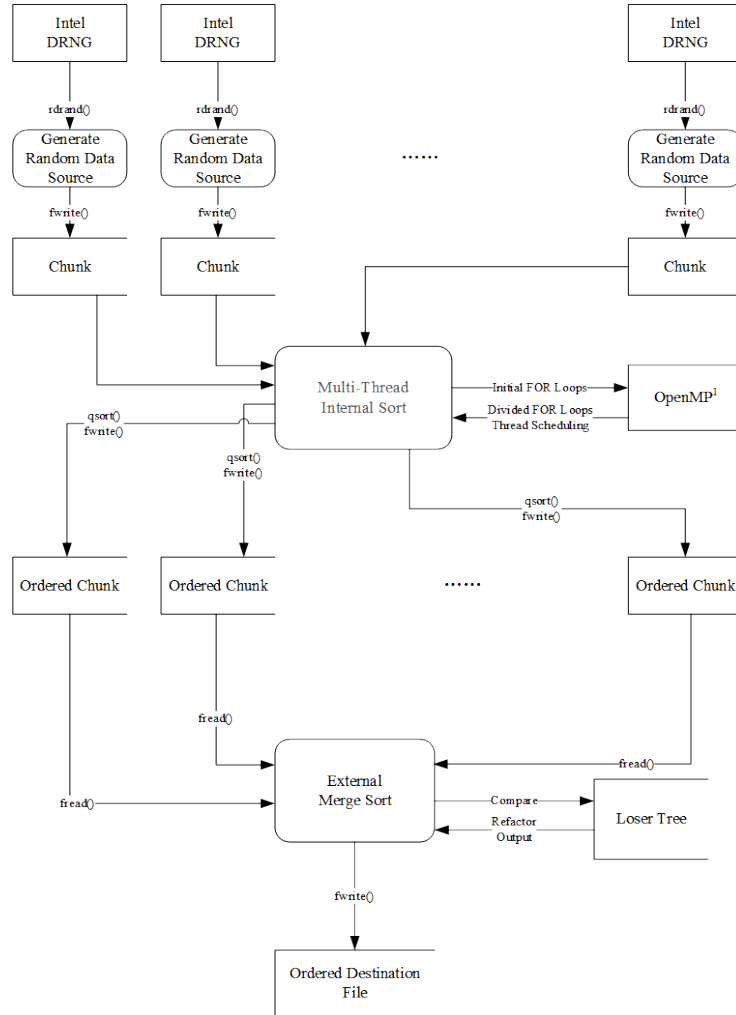 Intel
DRNG
Intel
DRNG
Intel
DRNG
rdrand()
rdrand()
rdrand()
Generate
Random Data
Source
Generate
Random Data
Source
......
Generate
Random Data
Source
fwrite()
fwrite()
fwrite()
Chunk
Chunk
Chunk
Multi-Thread
Internal Sort
Initial FOR Loops
Divided FOR Loops
Thread Scheduling
OpenMP¹
qsort()
fwrite()
qsort()
fwrite()
qsort()
fwrite()
Ordered Chunk
Ordered Chunk
......
Ordered Chunk
fread()
fread()
fread()
External
Merge Sort
Compare
Refactor
Output
Loser Tree
fwrite()
Ordered Destination
File